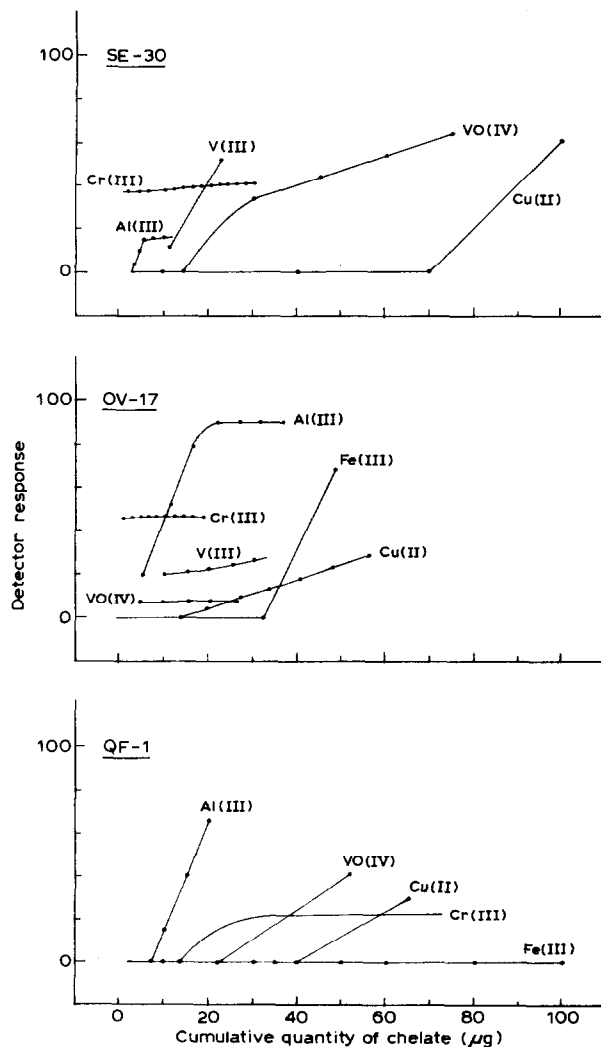 SE-30
100
VO(IV)
V(III)
Cr(III)
Cu(II)
Al(III)
0
OV-17
100
Al(III)
Fe(III)
Cr(III)
V(III)
Cu(II)
VO(IV)
0
Detector response
QF-1
100
Al(III)
VO(IV)
Cu(II)
Cr(III)
Fe(III)
0
0 20 40 60 80 100
Cumulative quantity of chelate (μg)